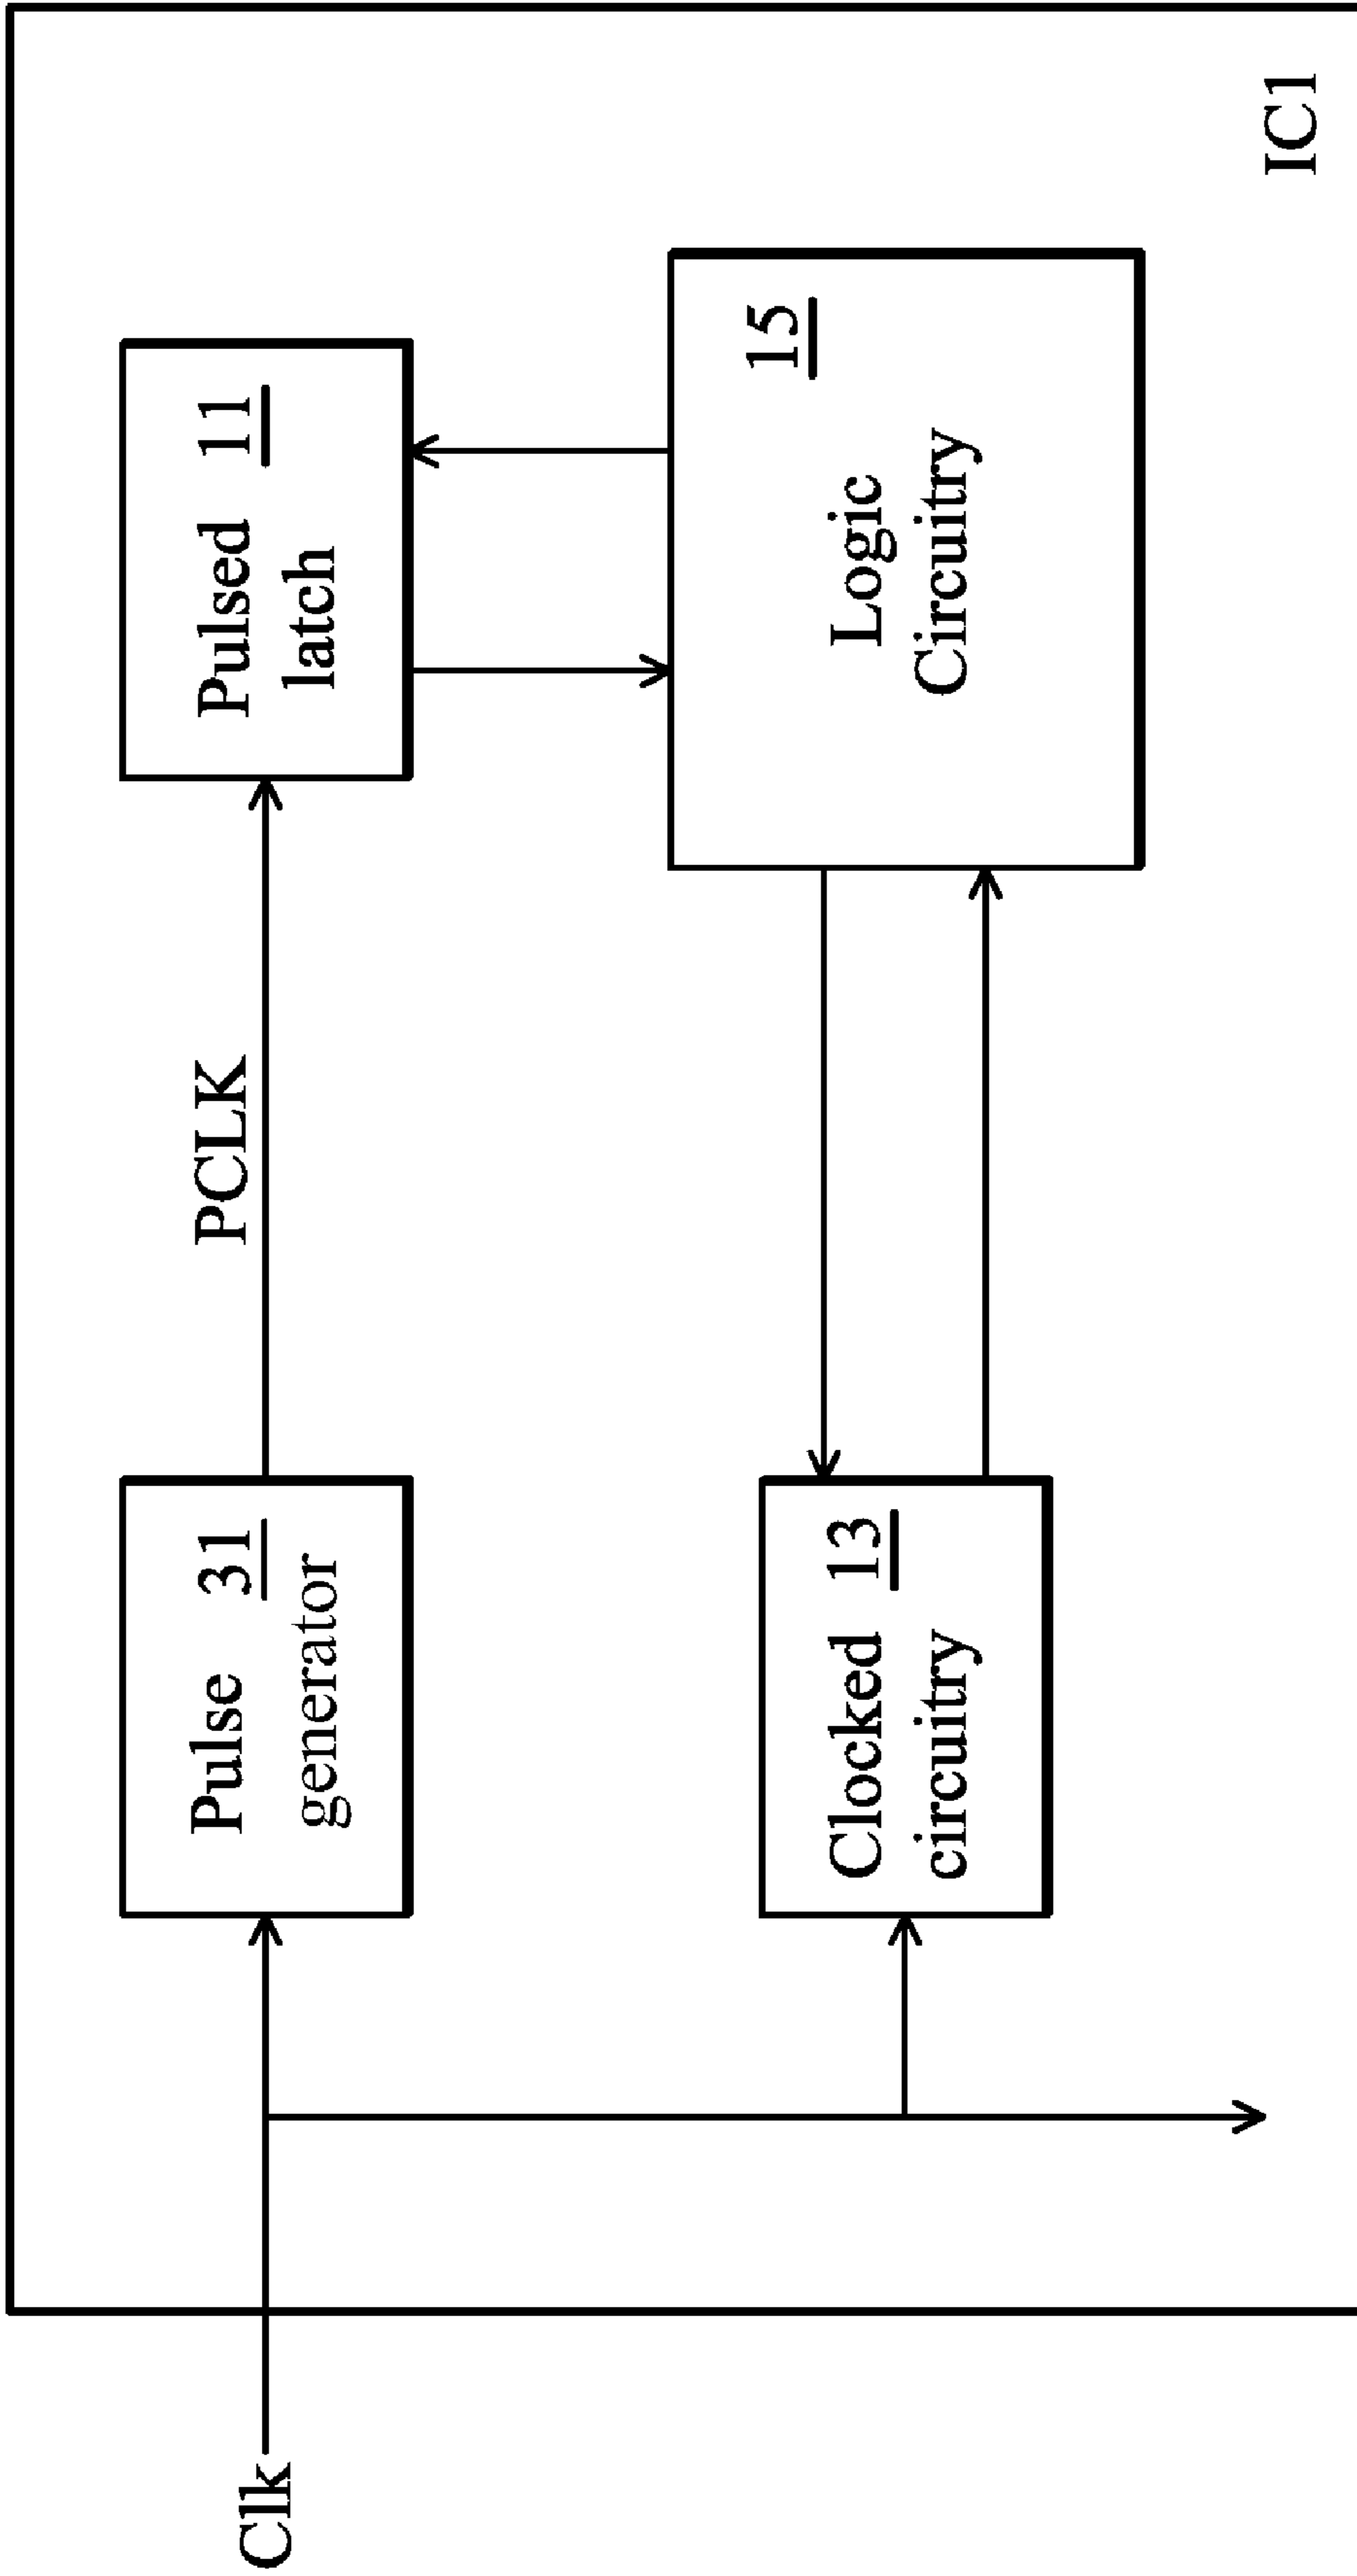 Clk
Pulse 31
generator
PCLK
Pulsed 11
latch
Clocked 13
circuitry
15
Logic
Circuitry
IC1